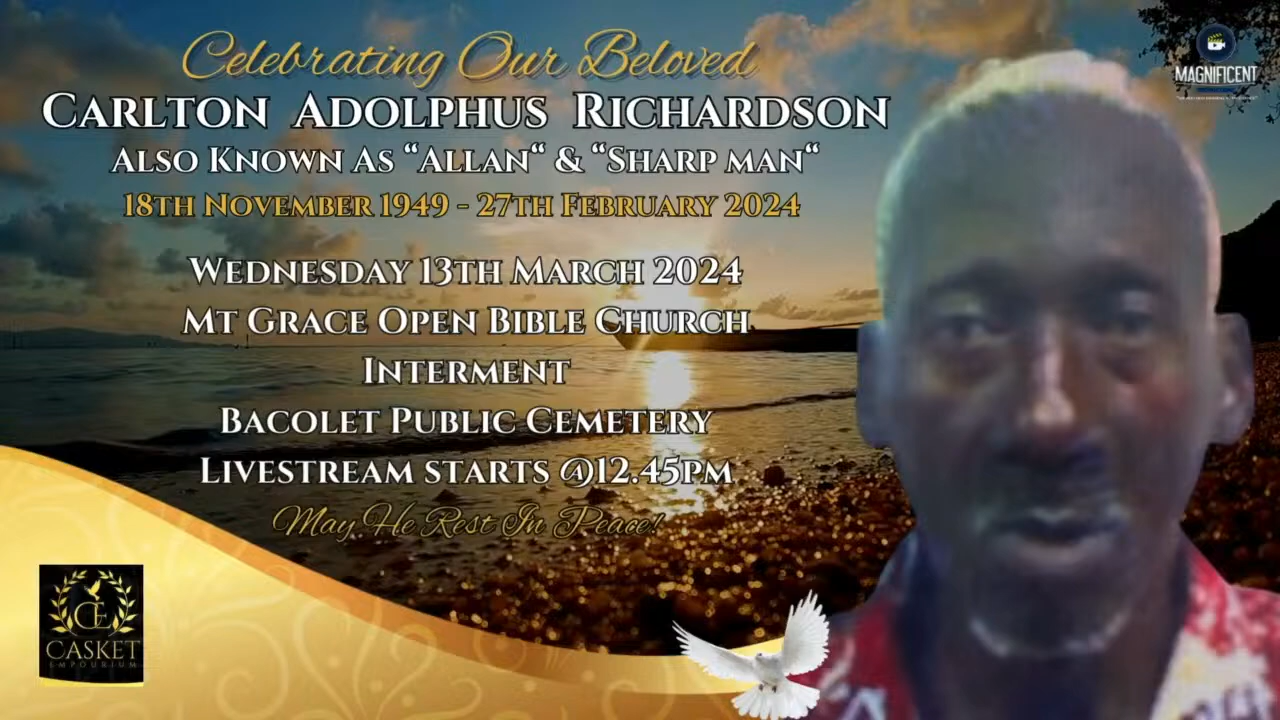 Celebrating Our Beloved
CARLTON ADOLPHUS RICHARDSON
ALSO KNOWN AS “ALLAN“ & “SHARP MAN“
18TH NOVEMBER 1949 - 27TH FEBRUARY 2024
WEDNESDAY 13TH MARCH 2024
MT GRACE OPEN BIBLE CHURCH
INTERMENT
BACOLET PUBLIC CEMETERY
LIVESTREAM STARTS @12.45PM
May He Rest In Peace!
MAGNIFICENT
CE
CASKET
EMPOURIUM